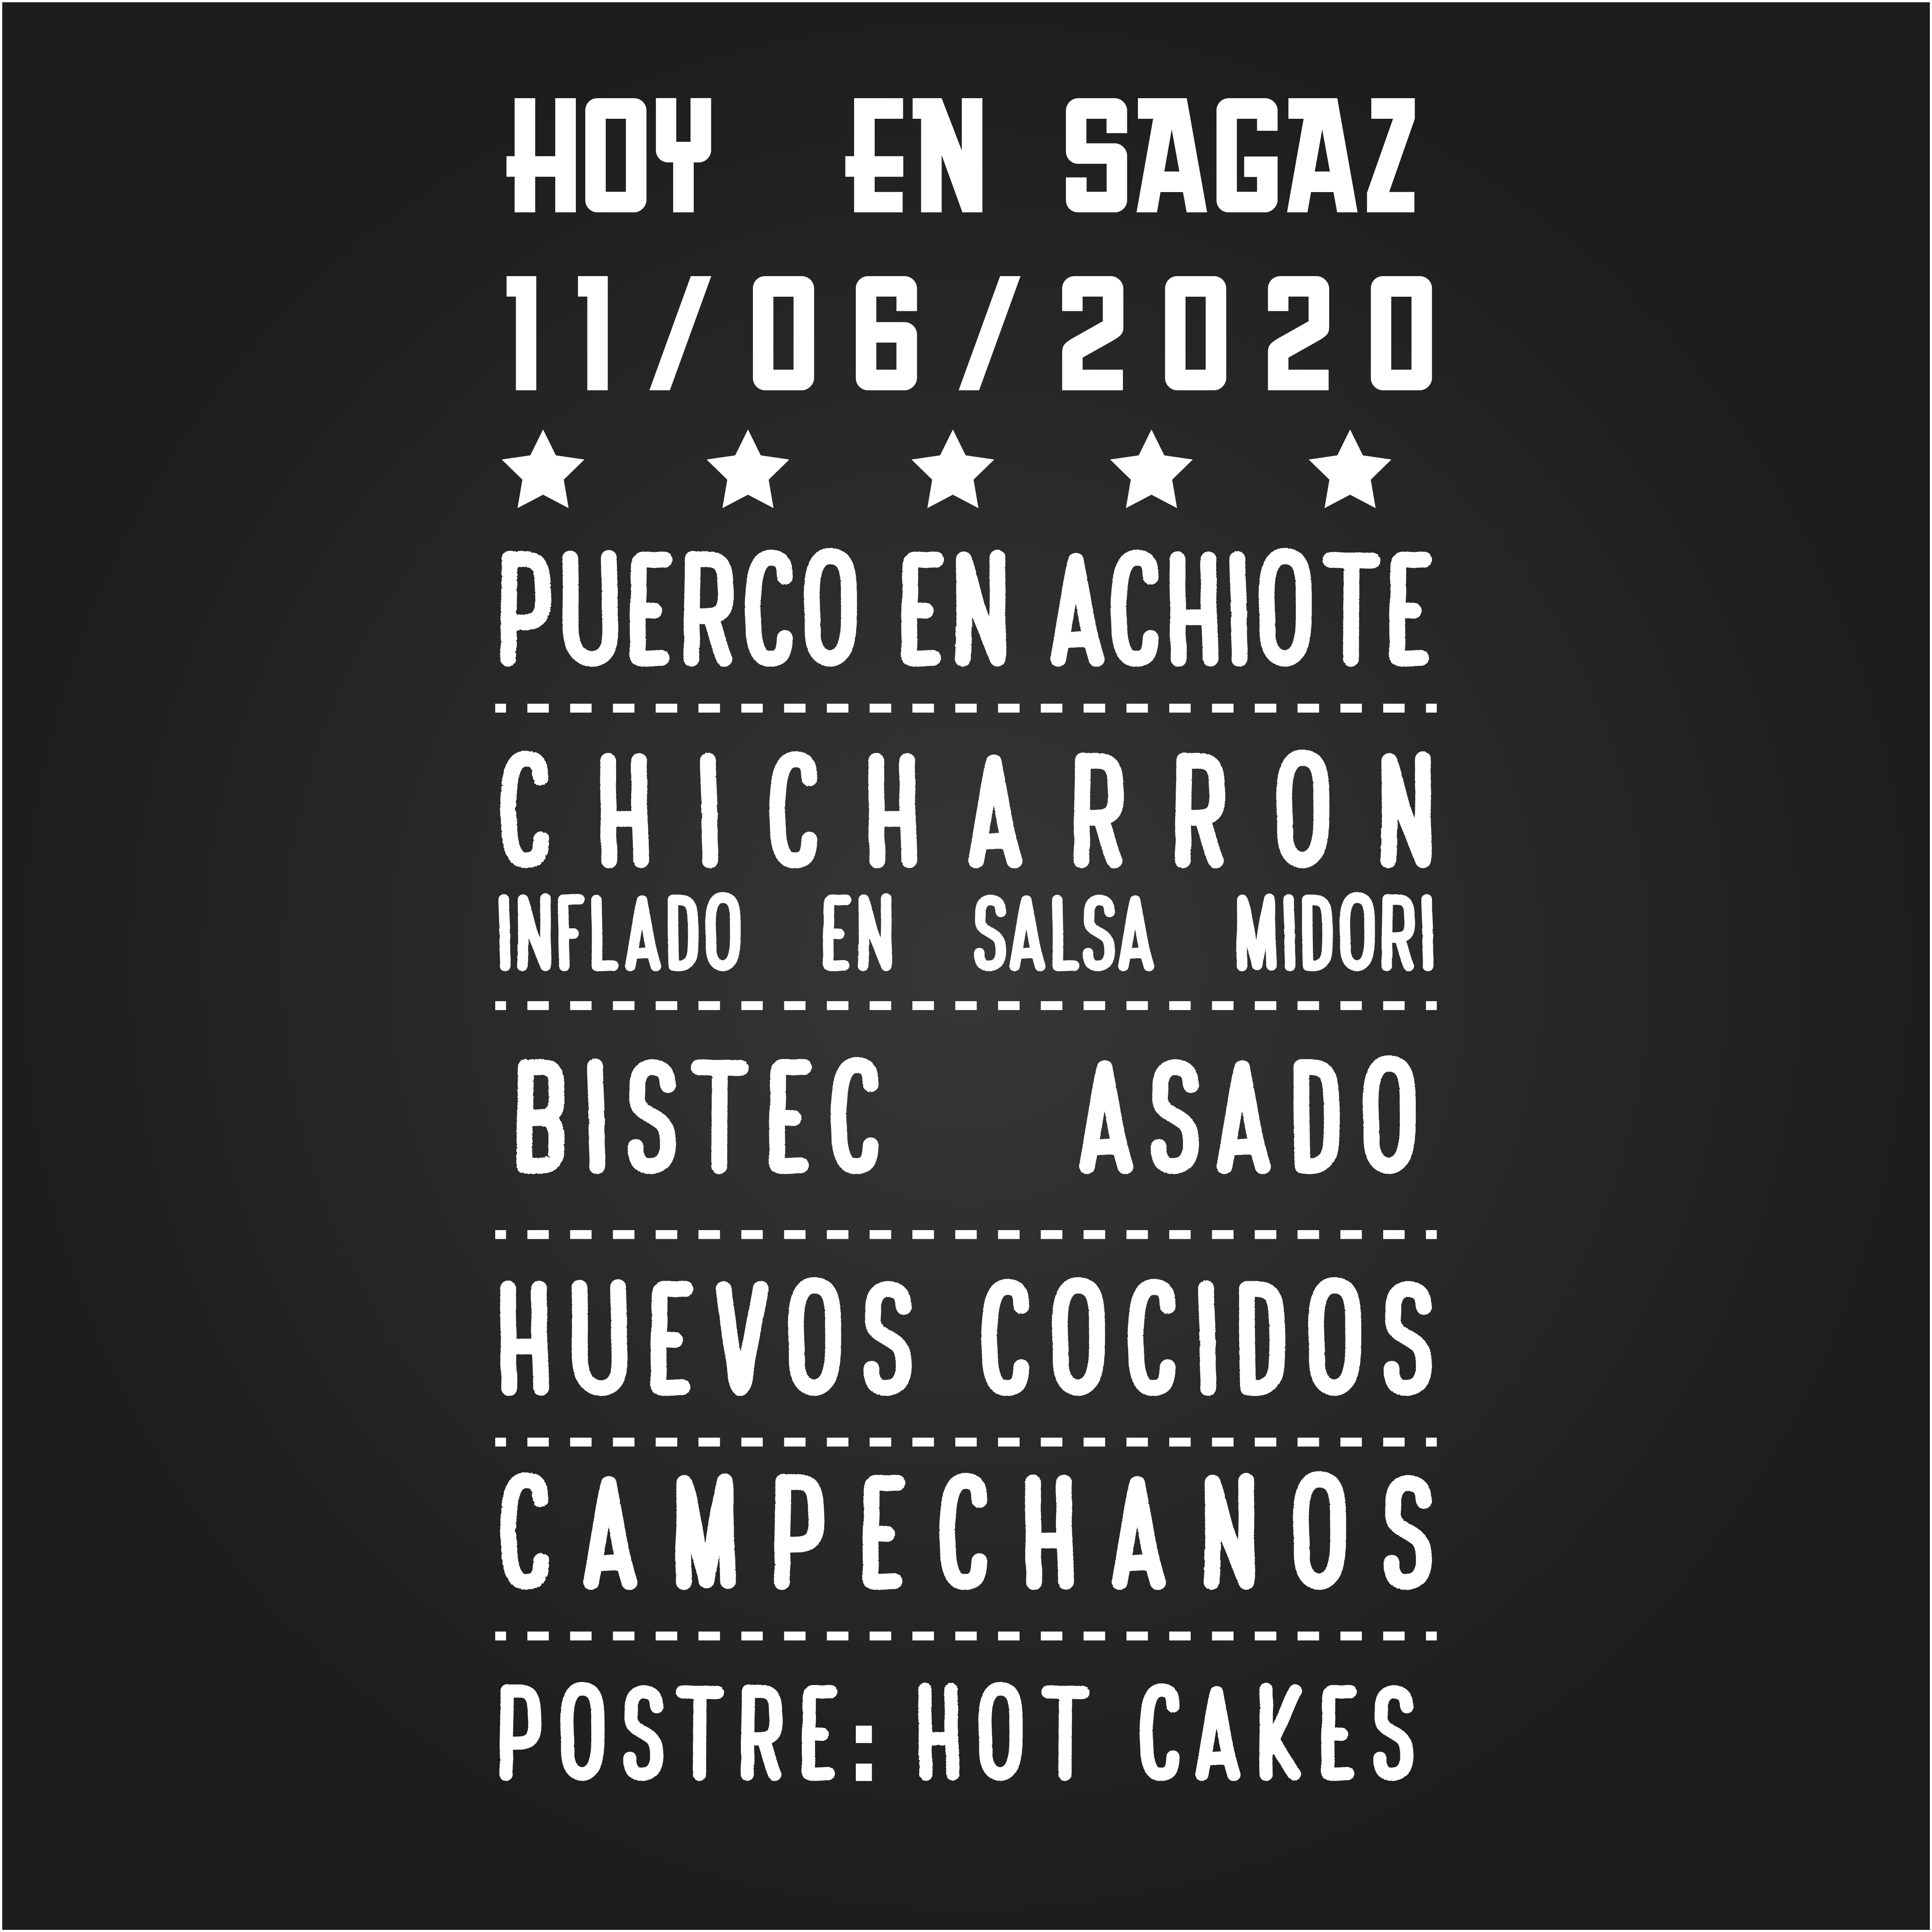 HOY EN SAGAZ
11/06/2020
PUERCO EN ACHIOTE
CHICHARRON
INFLADO EN SALSA MIDORI
BISTEC ASADO
HUEVOS COCIDOS
CAMPECHANOS
POSTRE: HOT CAKES